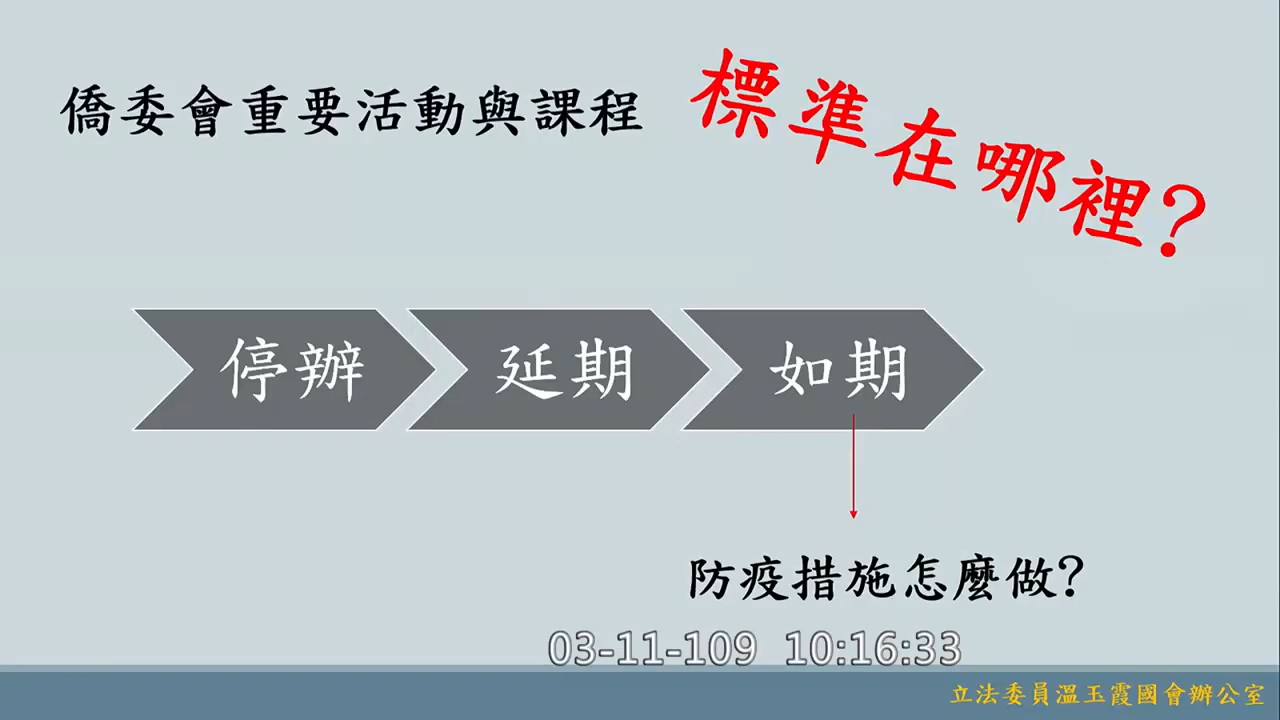 僑委會重要活動與課程
標準在哪裡?
停辦
延期
如期
防疫措施怎麼做?
03-11-109 10:16:33
立法委員溫玉霞國會辦公室